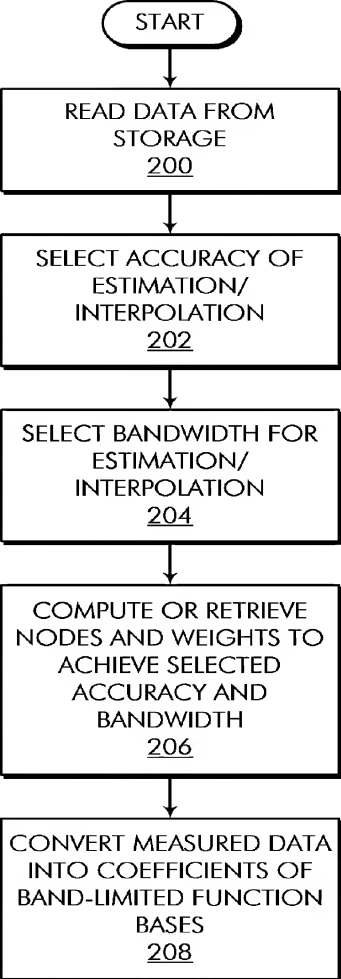 START
READ DATA FROM
STORAGE
200
SELECT ACCURACY OF
ESTIMATION/
INTERPOLATION
202
SELECT BANDWIDTH FOR
ESTIMATION/
INTERPOLATION
204
COMPUTE OR RETRIEVE
NODES AND WEIGHTS TO
ACHIEVE SELECTED
ACCURACY AND
BANDWIDTH
206
CONVERT MEASURED DATA
INTO COEFFICIENTS OF
BAND-LIMITED FUNCTION
BASES
208